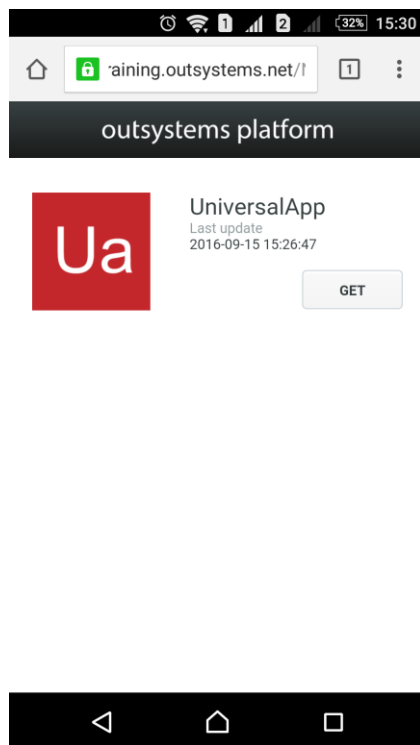 1 2 32% 15:30
aining.outsystems.net/ 1
outsystems platform
Ua
UniversalApp
Last update
2016-09-15 15:26:47
GET